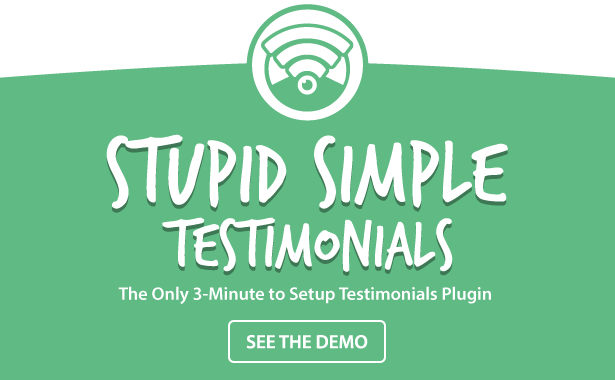 STUPID SIMPLE
TESTIMONIALS
The Only 3-Minute to Setup Testimonials Plugin
SEE THE DEMO